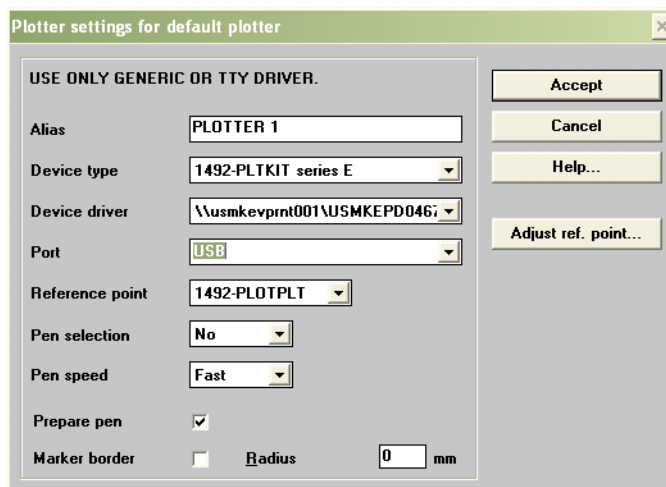 Plotter settings for default plotter
USE ONLY GENERIC OR TTY DRIVER.
Alias PLOTTER 1
Device type 1492-PLTKIT series E
Device driver \\usmkevprnt001\USMKEPD0467
Port USB
Reference point 1492-PLOTPLT
Pen selection No
Pen speed Fast
Prepare pen
Marker border Radius 0 mm
Accept
Cancel
Help...
Adjust ref. point...